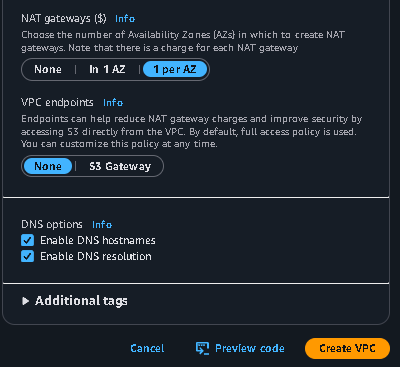 NAT gateways ($) Info
Choose the number of Availability Zones (AZs) in which to create NAT
gateways. Note that there is a charge for each NAT gateway
None | In 1 AZ | 1 per AZ
VPC endpoints Info
Endpoints can help reduce NAT gateway charges and improve security by
accessing S3 directly from the VPC. By default, full access policy is used.
You can customize this policy at any time.
None | S3 Gateway
DNS options Info
Enable DNS hostnames
Enable DNS resolution
Additional tags
Cancel Preview code Create VPC